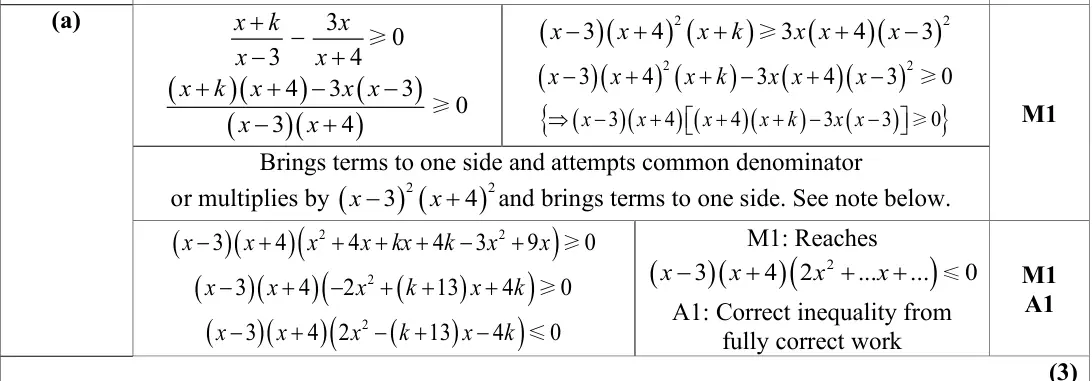 (a)
x + k / x − 3 − 3x / x + 4 ⩾ 0
(x + k)(x + 4) − 3x(x − 3) / (x − 3)(x + 4) ⩾ 0
(x − 3)(x + 4)²(x + k) ⩾ 3x(x + 4)(x − 3)²
(x − 3)(x + 4)²(x + k) − 3x(x + 4)(x − 3)² ⩾ 0
{⇒ (x − 3)(x + 4)[(x + 4)(x + k) − 3x(x − 3)] ⩾ 0}
M1
Brings terms to one side and attempts common denominator
or multiplies by (x − 3)²(x + 4)² and brings terms to one side. See note below.
(x − 3)(x + 4)(x² + 4x + kx + 4k − 3x² + 9x) ⩾ 0
(x − 3)(x + 4)(−2x² + (k + 13)x + 4k) ⩾ 0
(x − 3)(x + 4)(2x² − (k + 13)x − 4k) ⩽ 0
M1: Reaches
(x − 3)(x + 4)(2x² + ...x + ...) ⩽ 0
A1: Correct inequality from
fully correct work
M1
A1
(3)